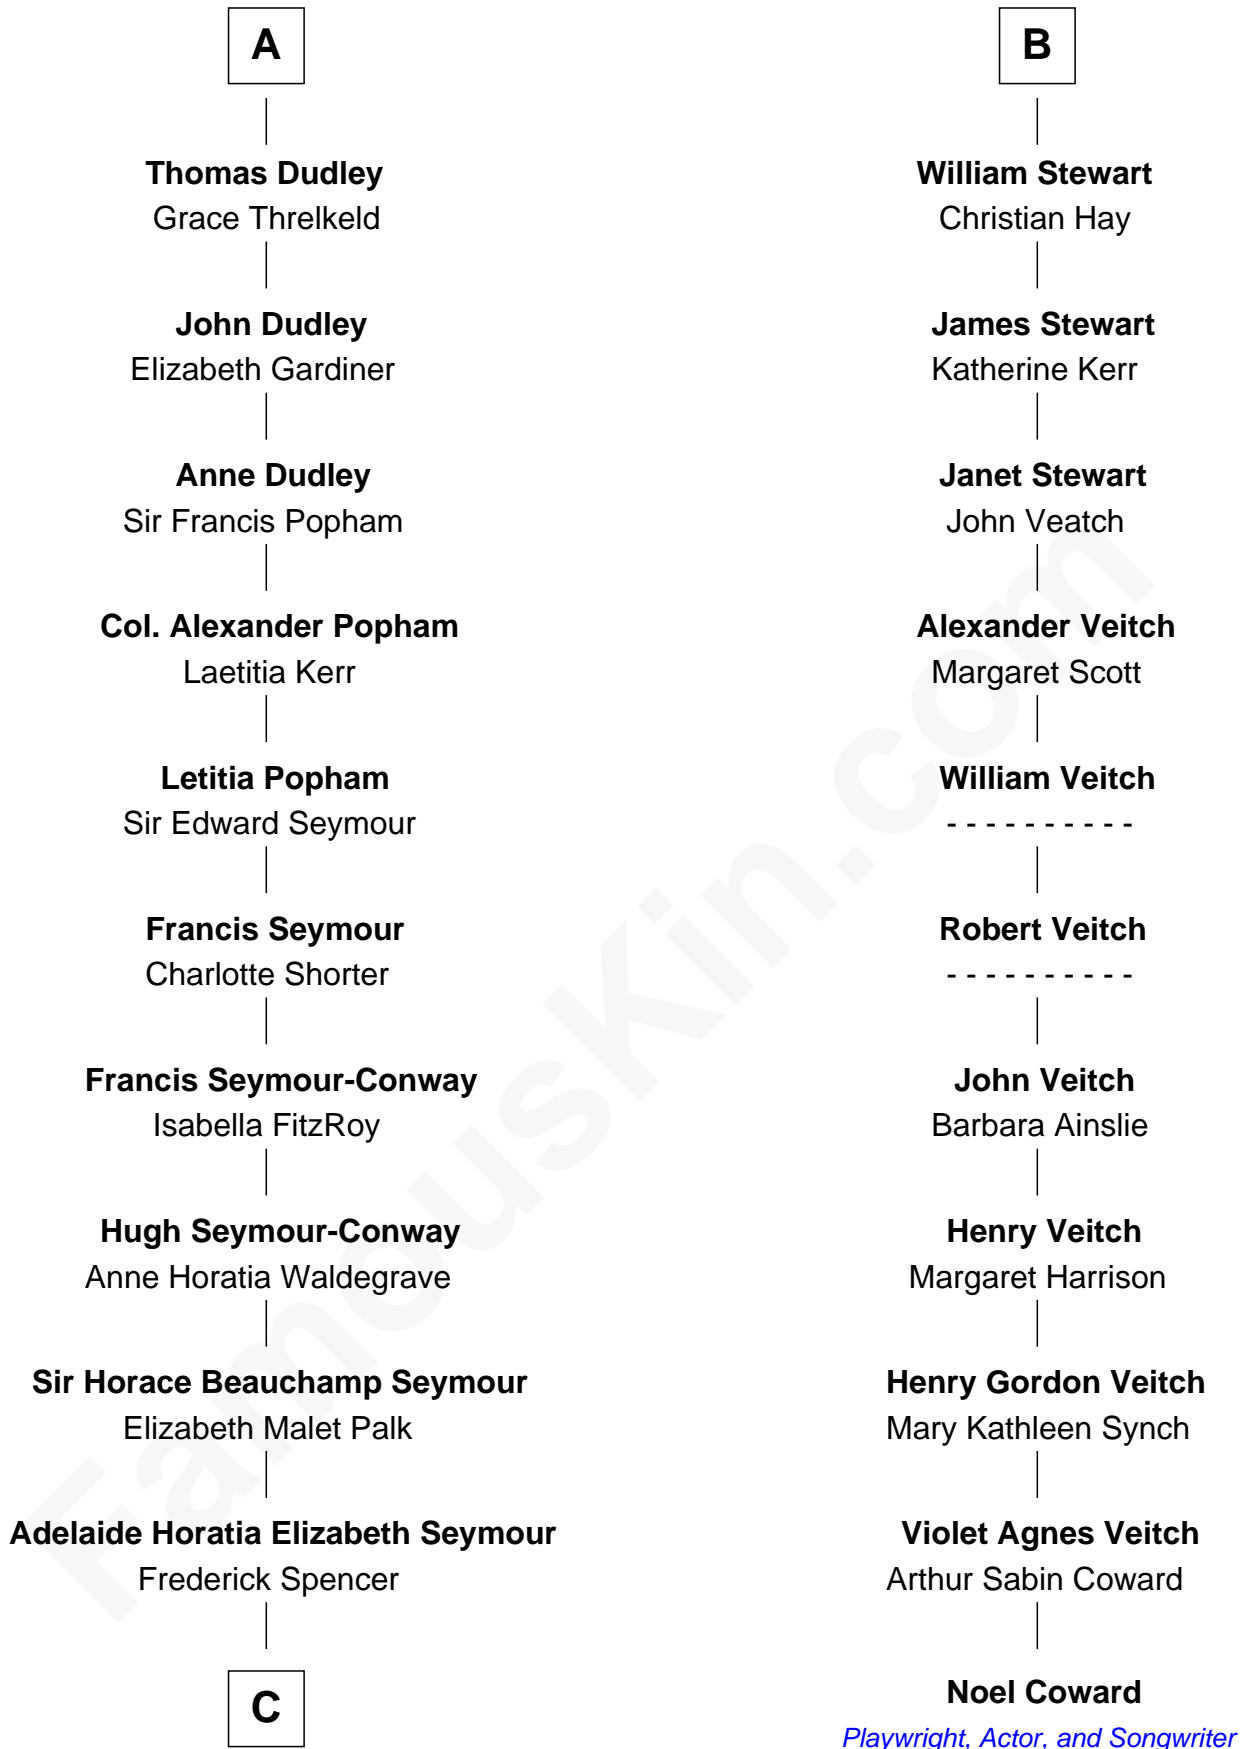 A
Thomas Dudley
Grace Threlkeld
John Dudley
Elizabeth Gardiner
Anne Dudley
Sir Francis Popham
Col. Alexander Popham
Laetitia Kerr
Letitia Popham
Sir Edward Seymour
Francis Seymour
Charlotte Shorter
Francis Seymour-Conway
Isabella FitzRoy
Hugh Seymour-Conway
Anne Horatia Waldegrave
Sir Horace Beauchamp Seymour
Elizabeth Malet Palk
Adelaide Horatia Elizabeth Seymour
Frederick Spencer
C
B
William Stewart
Christian Hay
James Stewart
Katherine Kerr
Janet Stewart
John Veatch
Alexander Veitch
Margaret Scott
William Veitch
- - - - - - - - - -
Robert Veitch
- - - - - - - - - -
John Veitch
Barbara Ainslie
Henry Veitch
Margaret Harrison
Henry Gordon Veitch
Mary Kathleen Synch
Violet Agnes Veitch
Arthur Sabin Coward
Noel Coward
Playwright, Actor, and Songwriter
FamousKin.com